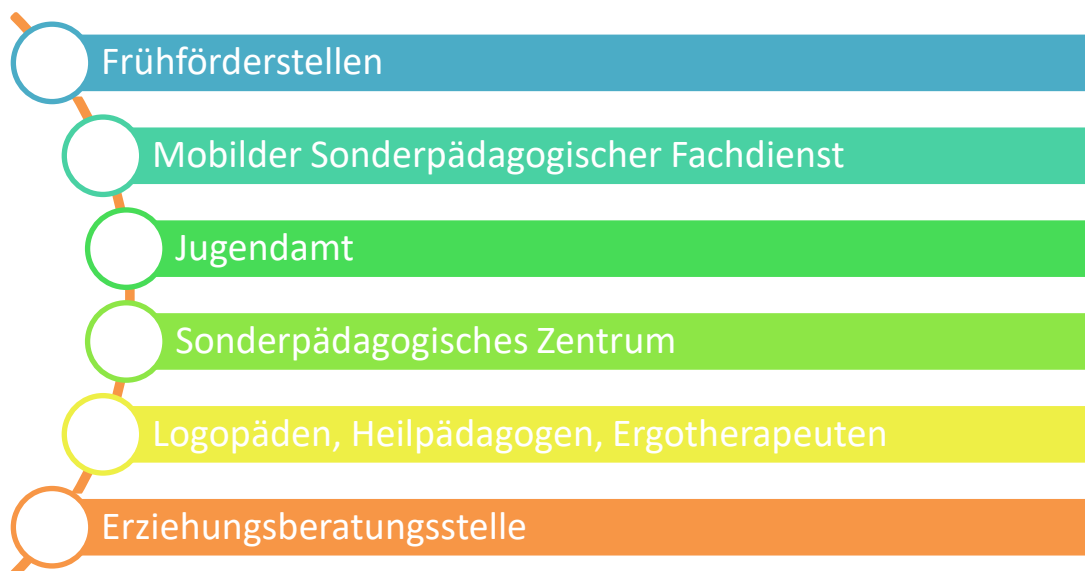 Frühförderstellen
Mobilder Sonderpädagogischer Fachdienst
Jugendamt
Sonderpädagogisches Zentrum
Logopäden, Heilpädagogen, Ergotherapeuten
Erziehungsberatungsstelle